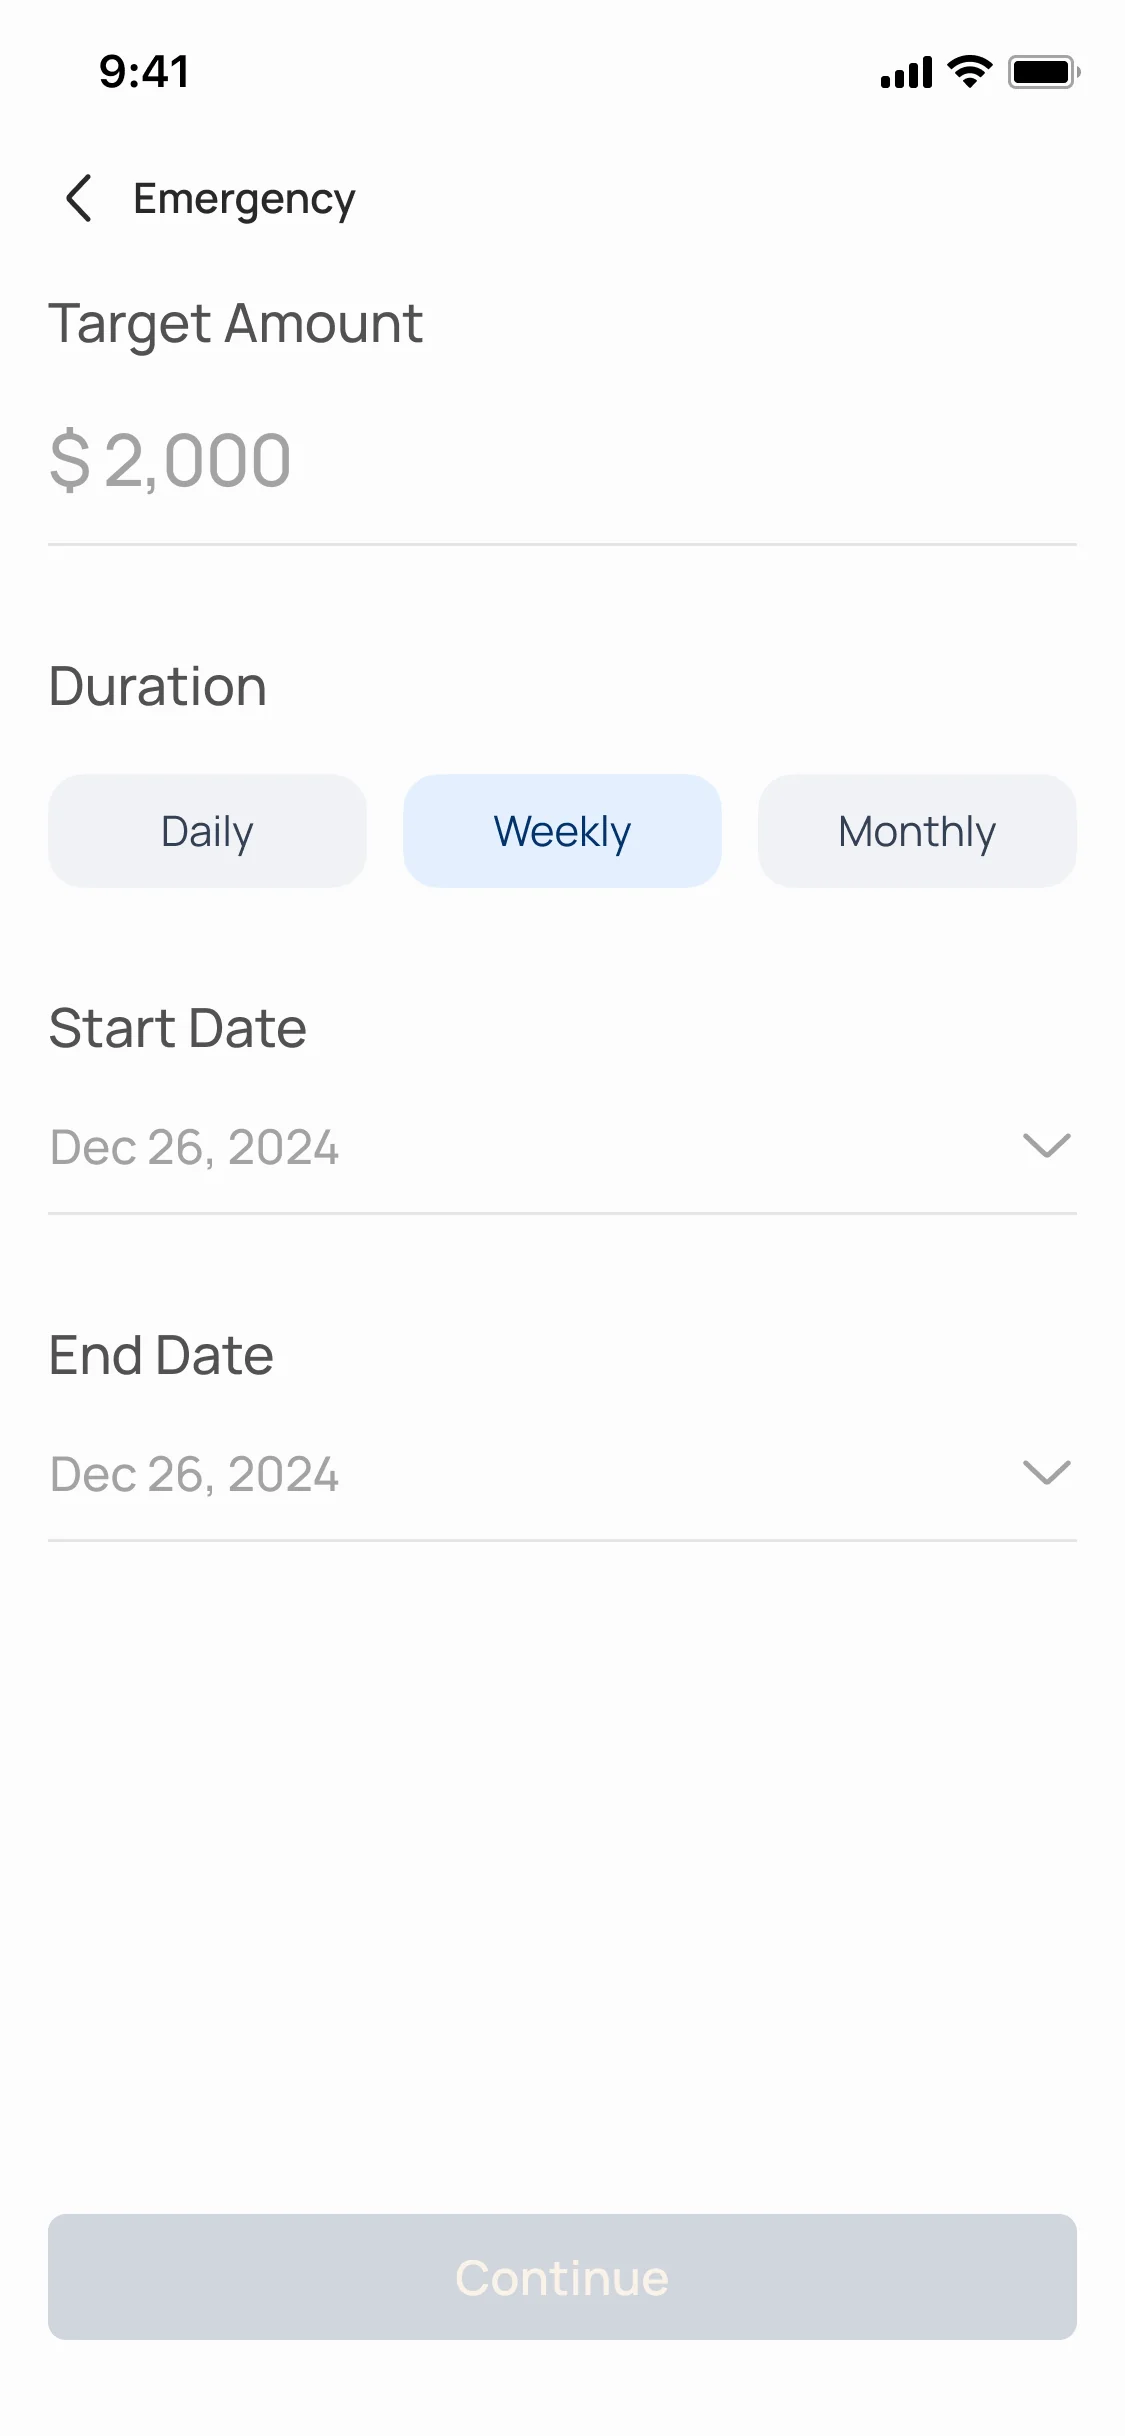 9:41
Emergency
Target Amount
$ 2,000
Duration
Daily Weekly Monthly
Start Date
Dec 26, 2024
End Date
Dec 26, 2024
Continue